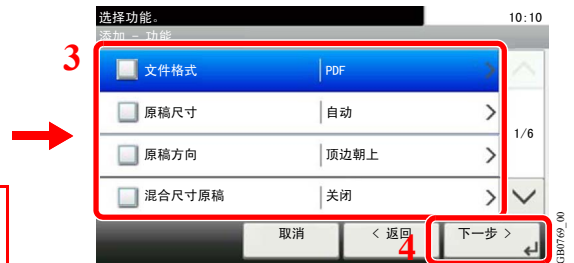 选择功能。 10:10
添加 - 功能
3
文件格式 PDF
原稿尺寸 自动
1/6
原稿方向 顶边朝上
混合尺寸原稿 关闭
取消 < 返回 下一步 >
4
GB0769_00